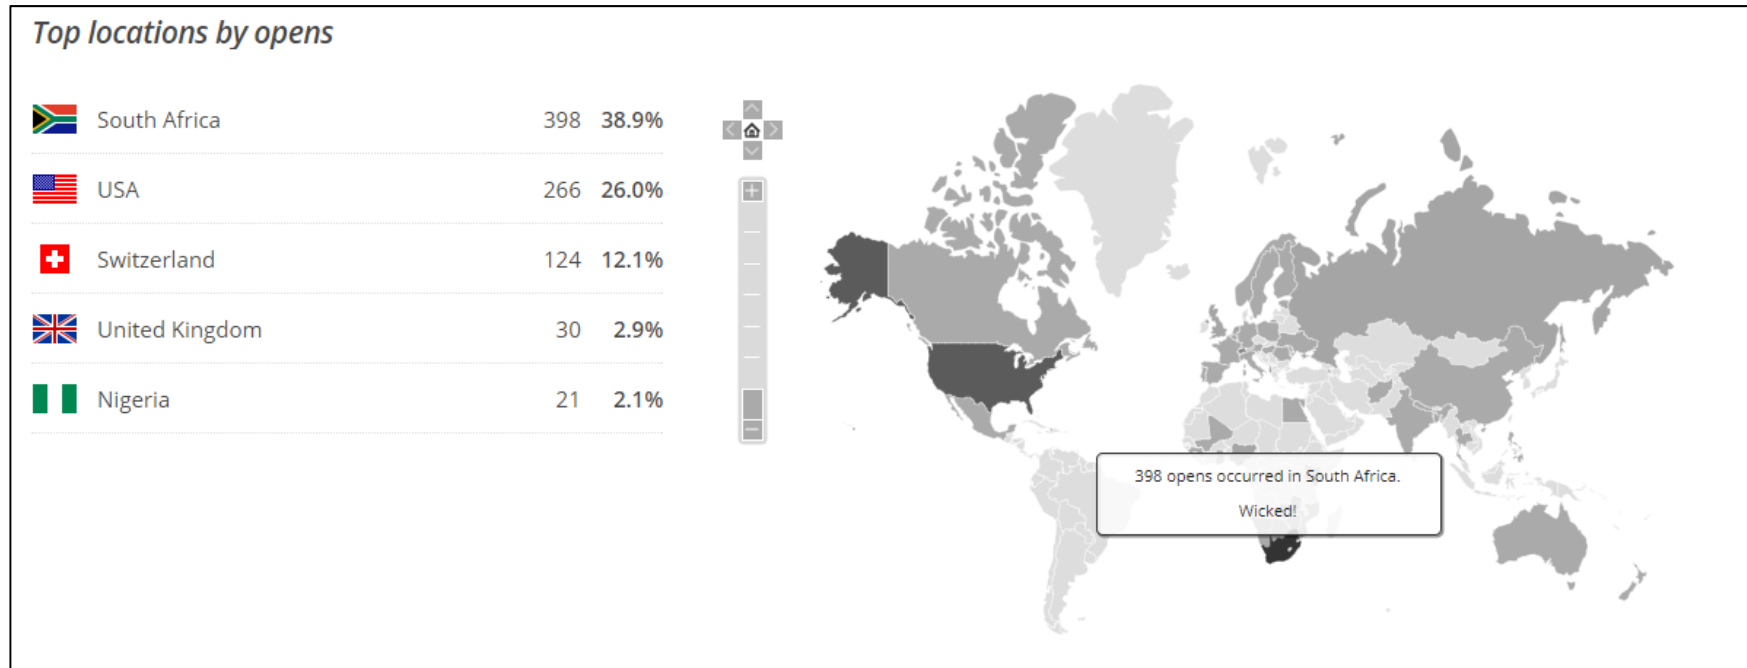 Top locations by opens
South Africa 398 38.9%
USA 266 26.0%
Switzerland 124 12.1%
United Kingdom 30 2.9%
Nigeria 21 2.1%
398 opens occurred in South Africa.
Wicked!